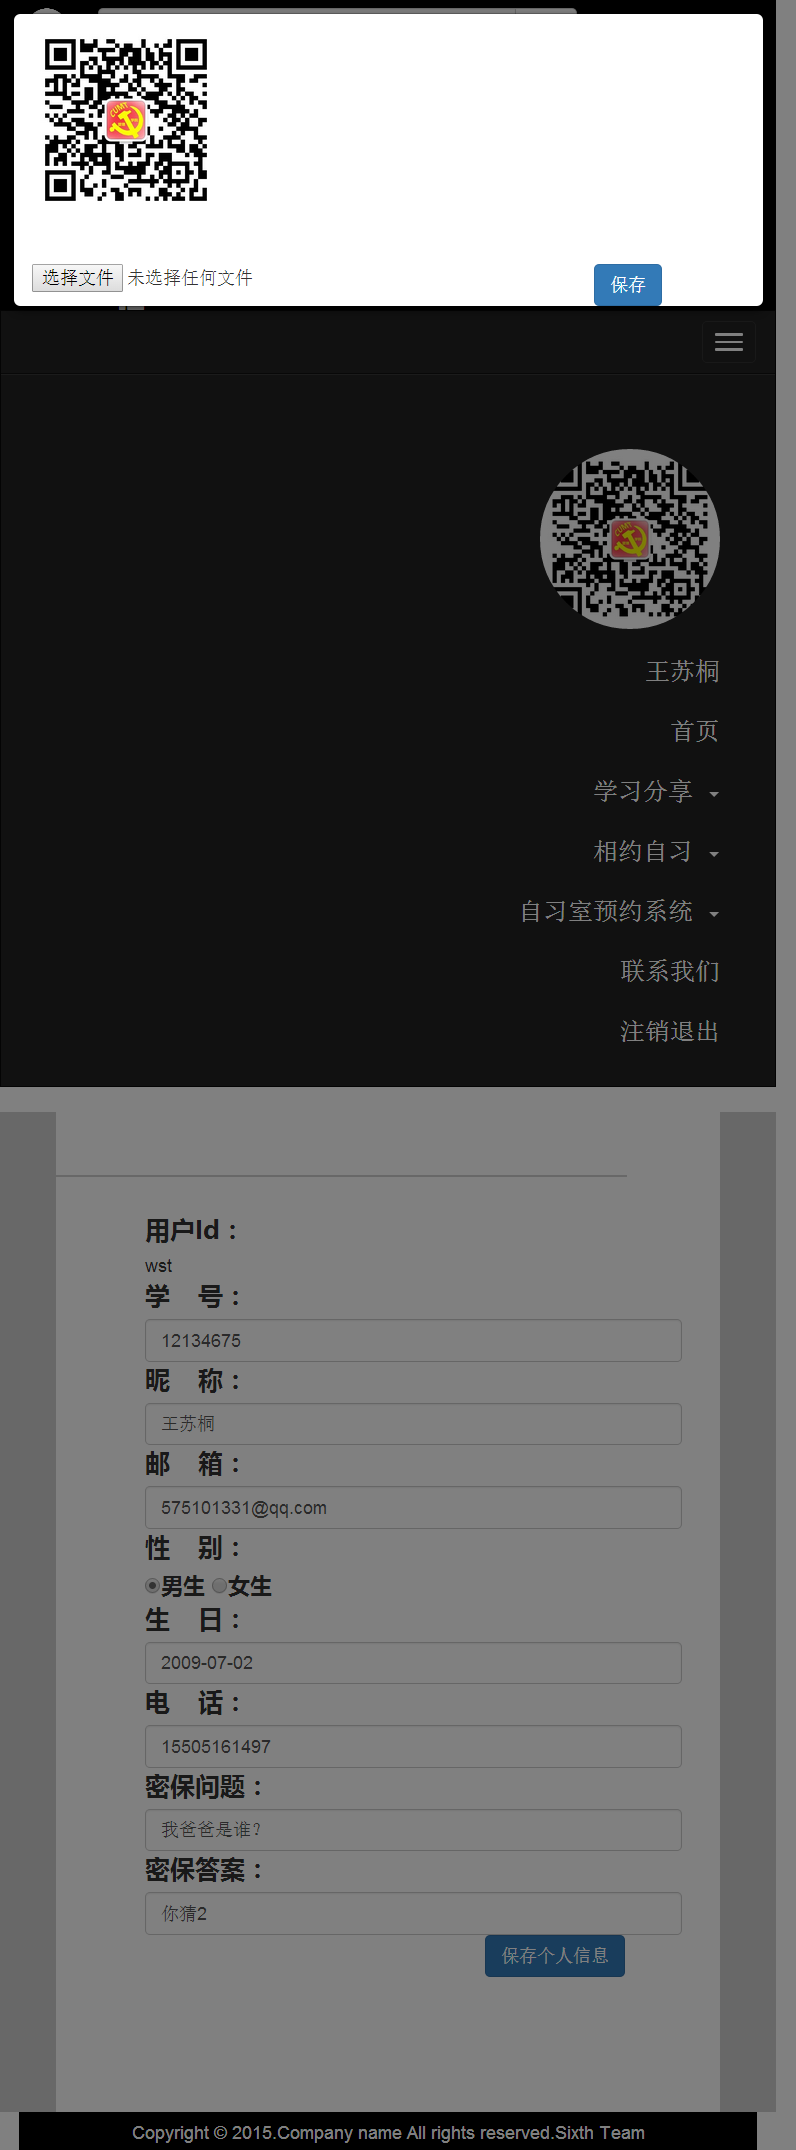 CUMT
选择文件 未选择任何文件
保存
CUMT
王苏桐
首页
学习分享
相约自习
自习室预约系统
联系我们
注销退出
用户Id：
wst
学 号：
12134675
昵 称：
王苏桐
邮 箱：
575101331@qq.com
性 别：
男生 女生
生 日：
2009-07-02
电 话：
15505161497
密保问题：
我爸爸是谁?
密保答案：
你猜2
保存个人信息
Copyright © 2015.Company name All rights reserved.Sixth Team